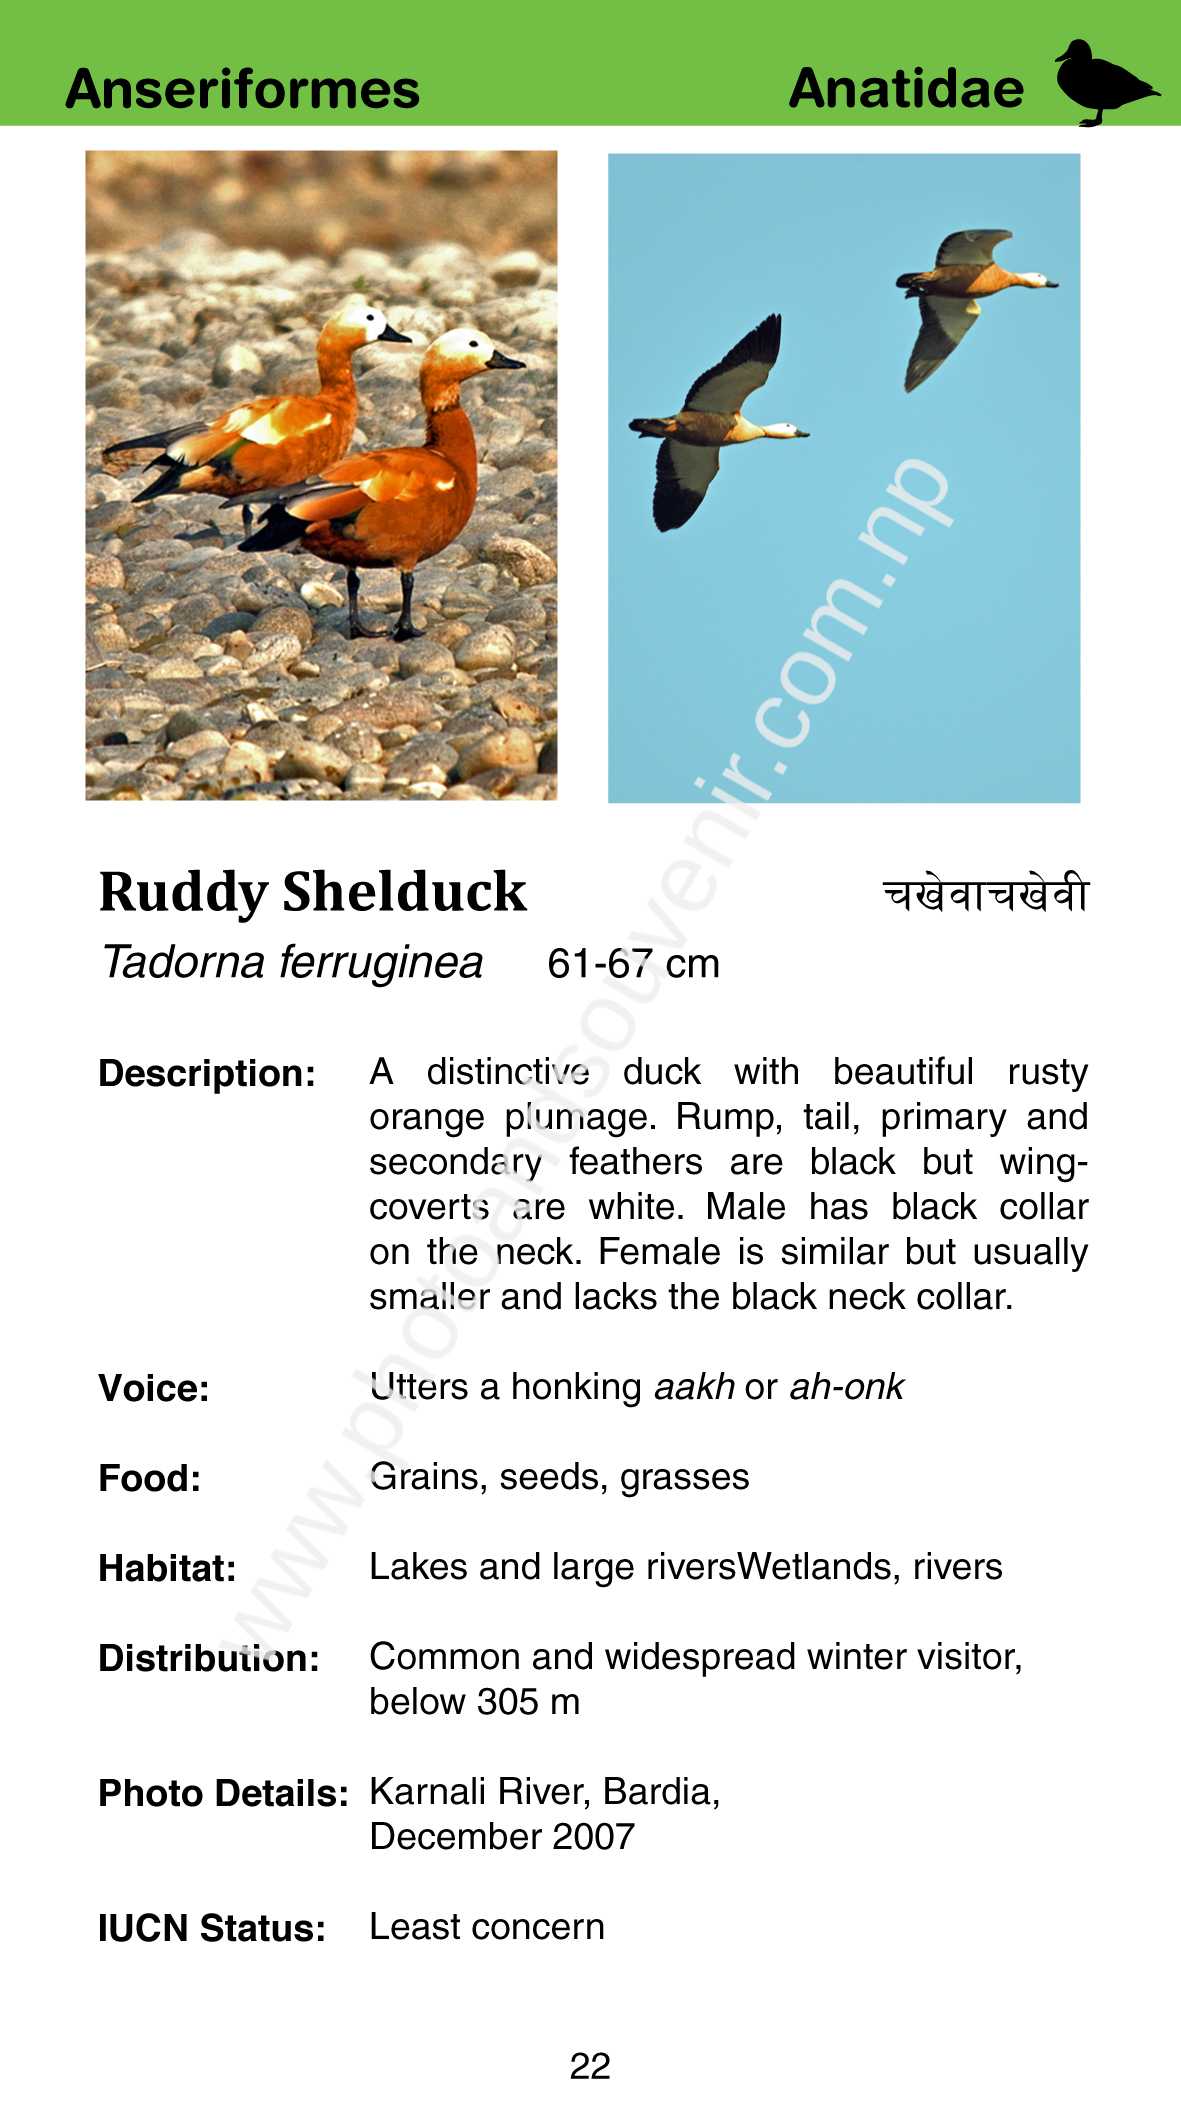 Anseriformes Anatidae
Ruddy Shelduck चखेवाचखेवी
Tadorna ferruginea 61-67 cm
Description: A distinctive duck with beautiful rusty
orange plumage. Rump, tail, primary and
secondary feathers are black but wing-
coverts are white. Male has black collar
on the neck. Female is similar but usually
smaller and lacks the black neck collar.
Voice: Utters a honking aakh or ah-onk
Food: Grains, seeds, grasses
Habitat: Lakes and large riversWetlands, rivers
Distribution: Common and widespread winter visitor,
below 305 m
Photo Details: Karnali River, Bardia,
December 2007
IUCN Status: Least concern
22
www.photoandsouvenir.com.np